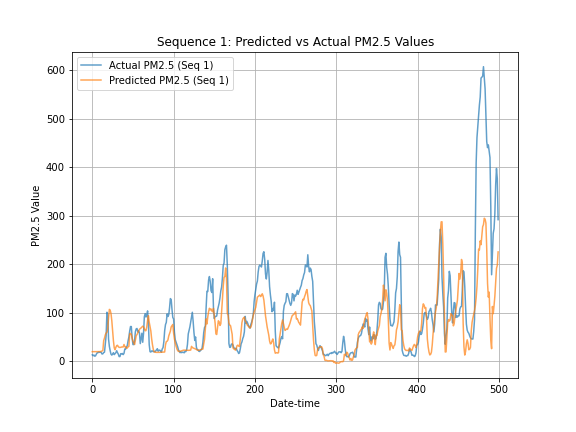 Sequence 1: Predicted vs Actual PM2.5 Values
Actual PM2.5 (Seq 1)
Predicted PM2.5 (Seq 1)
600
500
400
300
200
100
0
PM2.5 Value
0 100 200 300 400 500
Date-time